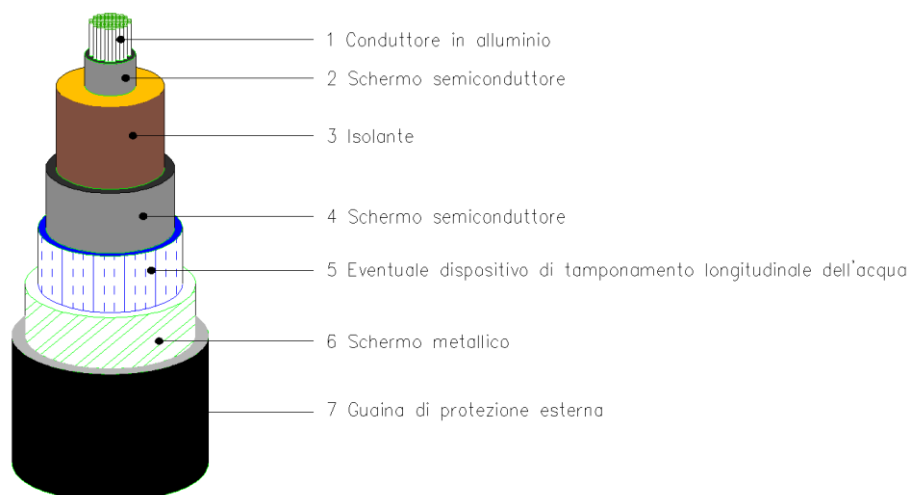 1 Conduttore in alluminio
2 Schermo semiconduttore
3 Isolante
4 Schermo semiconduttore
5 Eventuale dispositivo di tamponamento longitudinale dell'acqua
6 Schermo metallico
7 Guaina di protezione esterna